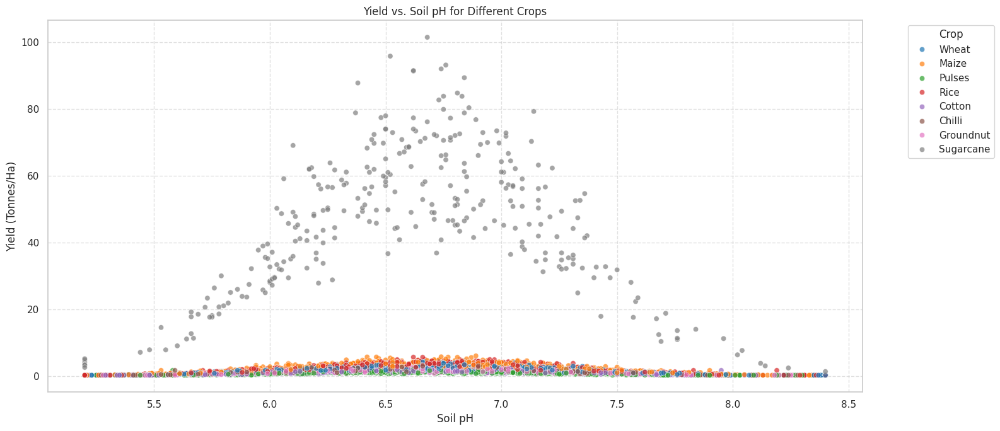 Yield vs. Soil pH for Different Crops
Yield (Tonnes/Ha)
100
80
60
40
20
0
5.5 6.0 6.5 7.0 7.5 8.0 8.5
Soil pH
Crop
Wheat
Maize
Pulses
Rice
Cotton
Chilli
Groundnut
Sugarcane